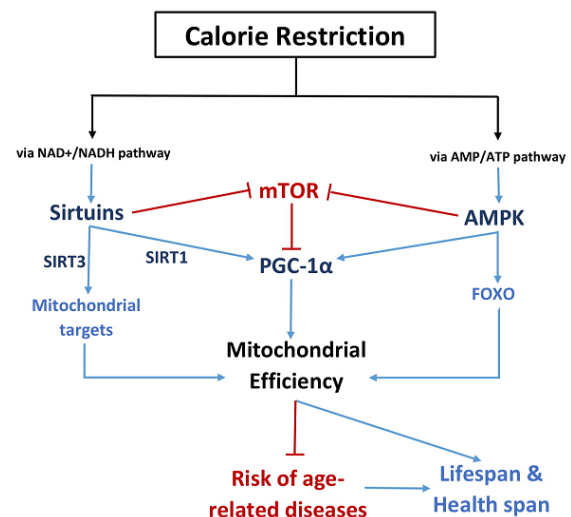 Calorie Restriction
via NAD+/NADH pathway
via AMP/ATP pathway
mTOR
Sirtuins
AMPK
SIRT3
SIRT1
PGC-1α
FOXO
Mitochondrial
targets
Mitochondrial
Efficiency
Risk of age-
related diseases
Lifespan &
Health span